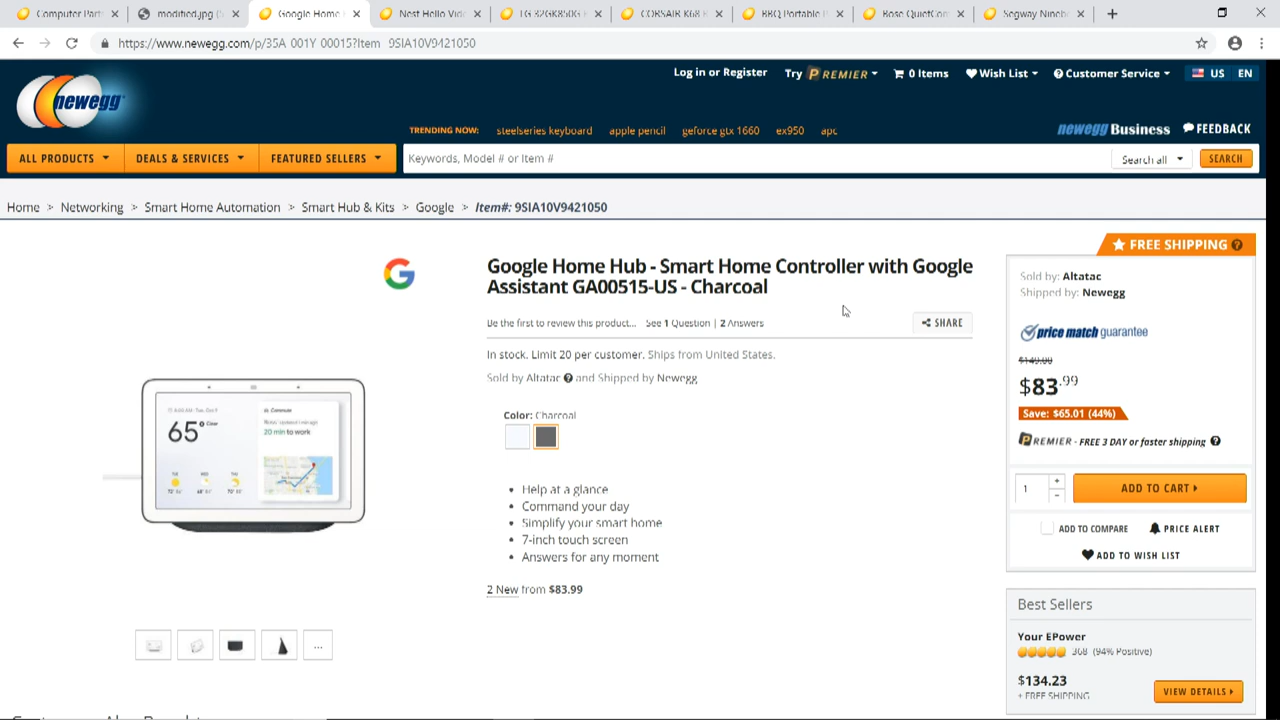 Computer Part
modified.jpg (S
Google Home H
Nest Hello Vide
CORSAIR K68 R
BBQ Portable P
Bose QuietCom
Segway Nineb
https://www.newegg.com/p/35A 001Y 00015?Item 9SIA10V9421050
Log in or Register
Try PREMIER
0 Items
Wish List
Customer Service
US
EN
newegg
TRENDING NOW:
steelseries keyboard
apple pencil
geforce gtx 1660
ex950
apc
newegg Business
FEEDBACK
ALL PRODUCTS
DEALS & SERVICES
FEATURED SELLERS
Keywords, Model # or Item #
Search all
SEARCH
Home > Networking > Smart Home Automation > Smart Hub & Kits > Google > Item#: 9SIA10V9421050
FREE SHIPPING
Google Home Hub - Smart Home Controller with Google
Assistant GA00515-US - Charcoal
Be the first to review this product...
See 1 Question | 2 Answers
SHARE
In stock. Limit 20 per customer. Ships from United States.
Sold by Altatac and Shipped by Newegg
Color: Charcoal
Help at a glance
Command your day
Simplify your smart home
7-inch touch screen
Answers for any moment
2 New from $83.99
65
Clear
Commute
20 min to work
...
Sold by: Altatac
Shipped by: Newegg
price match guarantee
$149.00
$83.99
Save: $65.01 (44%)
PREMIER - FREE 3 DAY or faster shipping
1
ADD TO CART
ADD TO COMPARE
PRICE ALERT
ADD TO WISH LIST
Best Sellers
Your EPower
368 (94% Positive)
$134.23
+ FREE SHIPPING
VIEW DETAILS